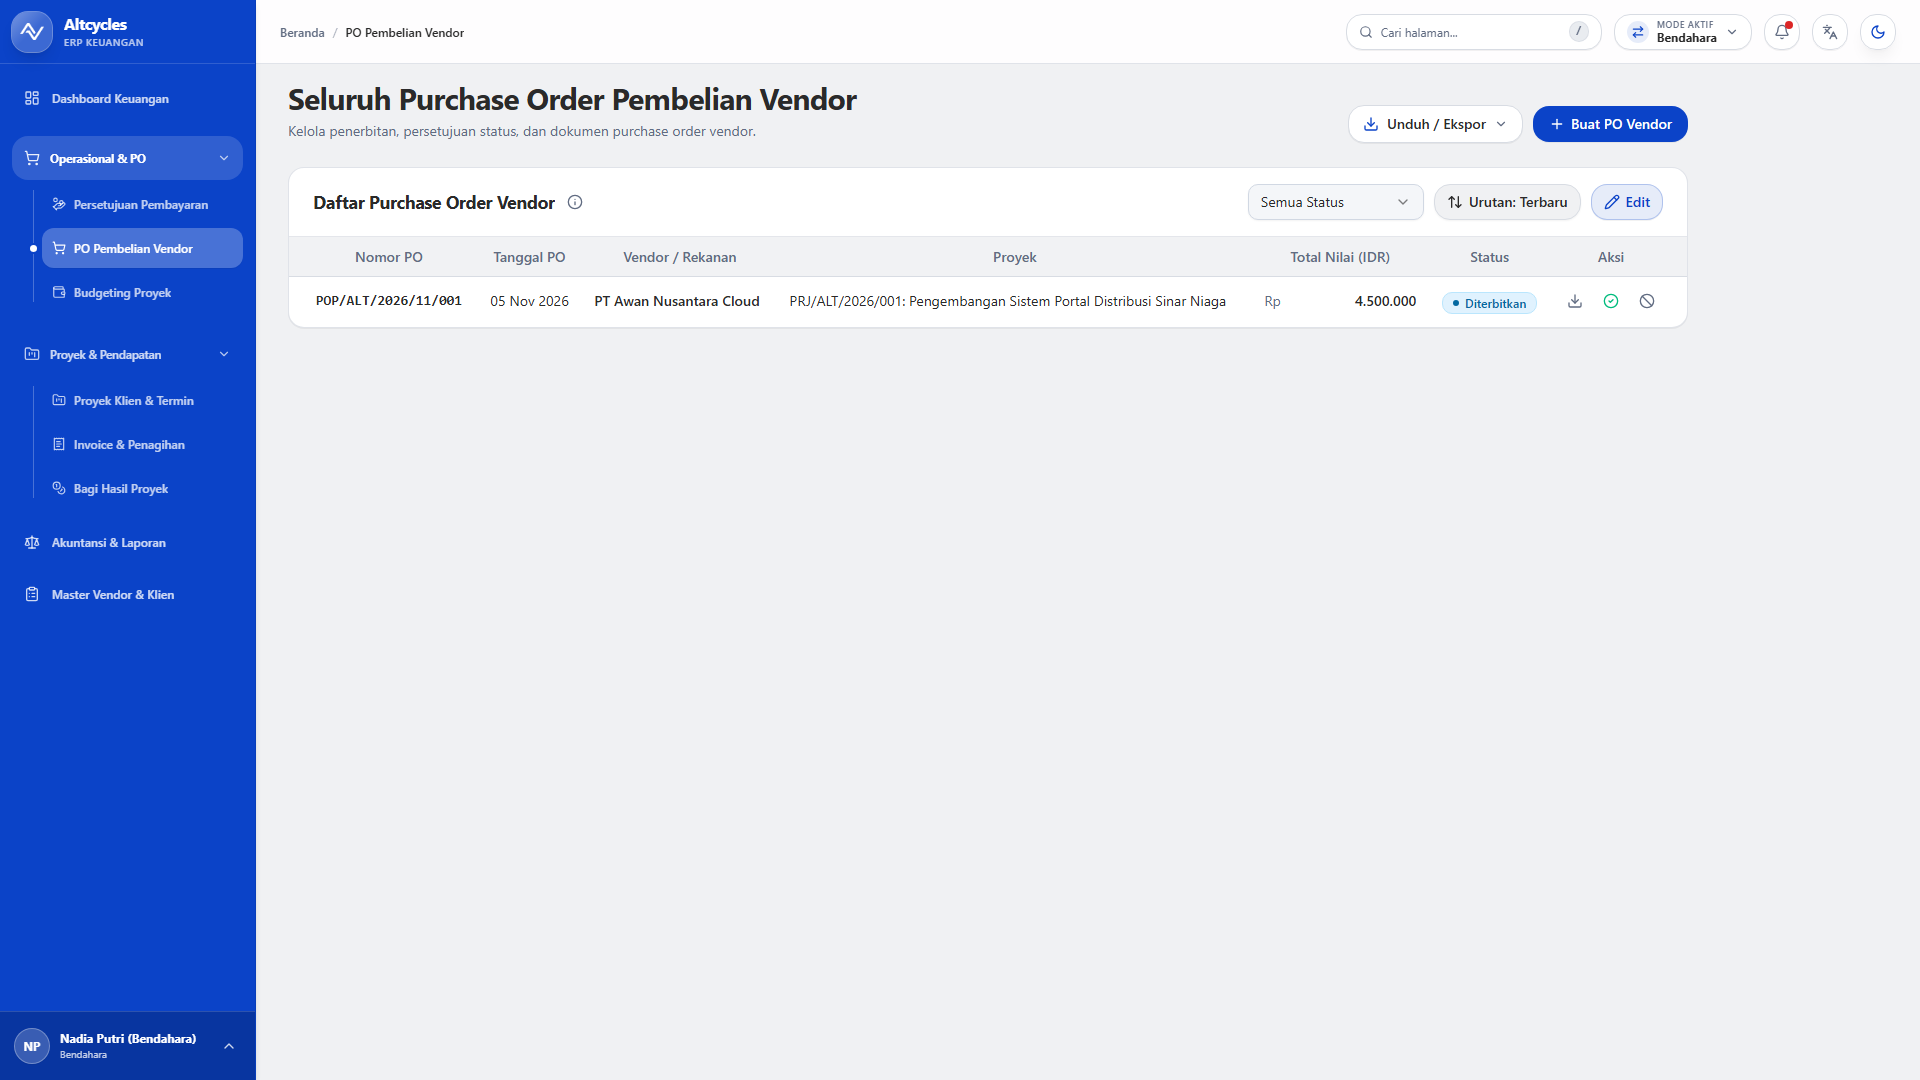 Altcycles
ERP KEUANGAN
Dashboard Keuangan
Operasional & PO
Persetujuan Pembayaran
PO Pembelian Vendor
Budgeting Proyek
Proyek & Pendapatan
Proyek Klien & Termin
Invoice & Penagihan
Bagi Hasil Proyek
Akuntansi & Laporan
Master Vendor & Klien
NP
Nadia Putri (Bendahara)
Bendahara
Beranda / PO Pembelian Vendor
Cari halaman... /
MODE AKTIF
Bendahara
Seluruh Purchase Order Pembelian Vendor
Kelola penerbitan, persetujuan status, dan dokumen purchase order vendor.
Unduh / Ekspor
+ Buat PO Vendor
Daftar Purchase Order Vendor
Semua Status
Urutan: Terbaru
Edit
Nomor PO Tanggal PO Vendor / Rekanan Proyek Total Nilai (IDR) Status Aksi
POP/ALT/2026/11/001 05 Nov 2026 PT Awan Nusantara Cloud PRJ/ALT/2026/001: Pengembangan Sistem Portal Distribusi Sinar Niaga Rp 4.500.000 Diterbitkan